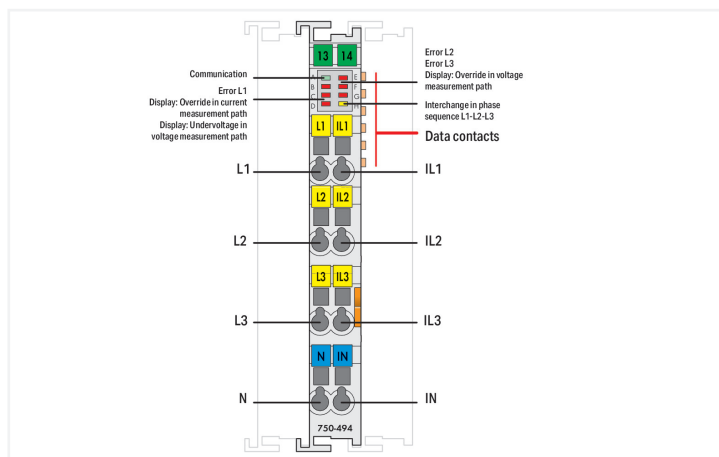 13 14
Communication
Error L1
Display: Override in current
measurement path
Display: Undervoltage in
voltage measurement path
A
B
C
D
E
F
G
H
Error L2
Error L3
Display: Override in voltage
measurement path
Interchange in phase
sequence L1-L2-L3
Data contacts
L1 IL1
L1
IL1
L2 IL2
L2
IL2
L3 IL3
L3
IL3
N IN
N
IN
750-494